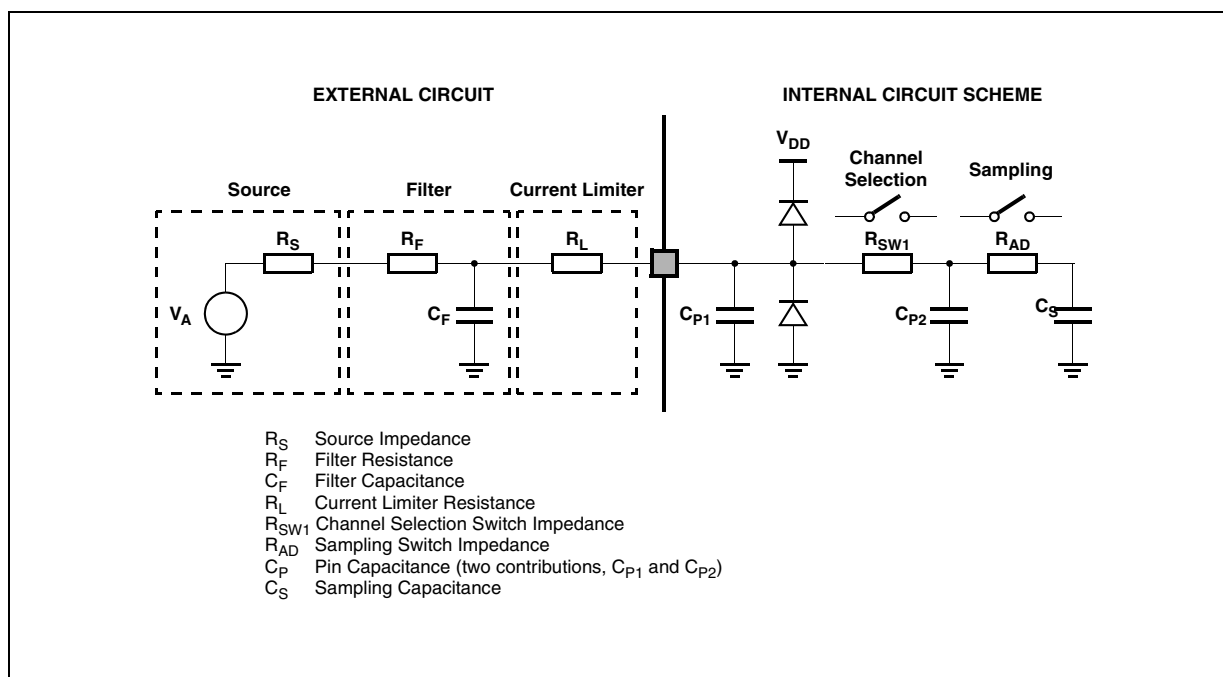 EXTERNAL CIRCUIT
INTERNAL CIRCUIT SCHEME
VDD
Channel
Selection
Sampling
Source
Filter
Current Limiter
RS
RF
RL
RSW1
RAD
VA
CF
CP1
CP2
CS
RS Source Impedance
RF Filter Resistance
CF Filter Capacitance
RL Current Limiter Resistance
RSW1 Channel Selection Switch Impedance
RAD Sampling Switch Impedance
CP Pin Capacitance (two contributions, CP1 and CP2)
CS Sampling Capacitance